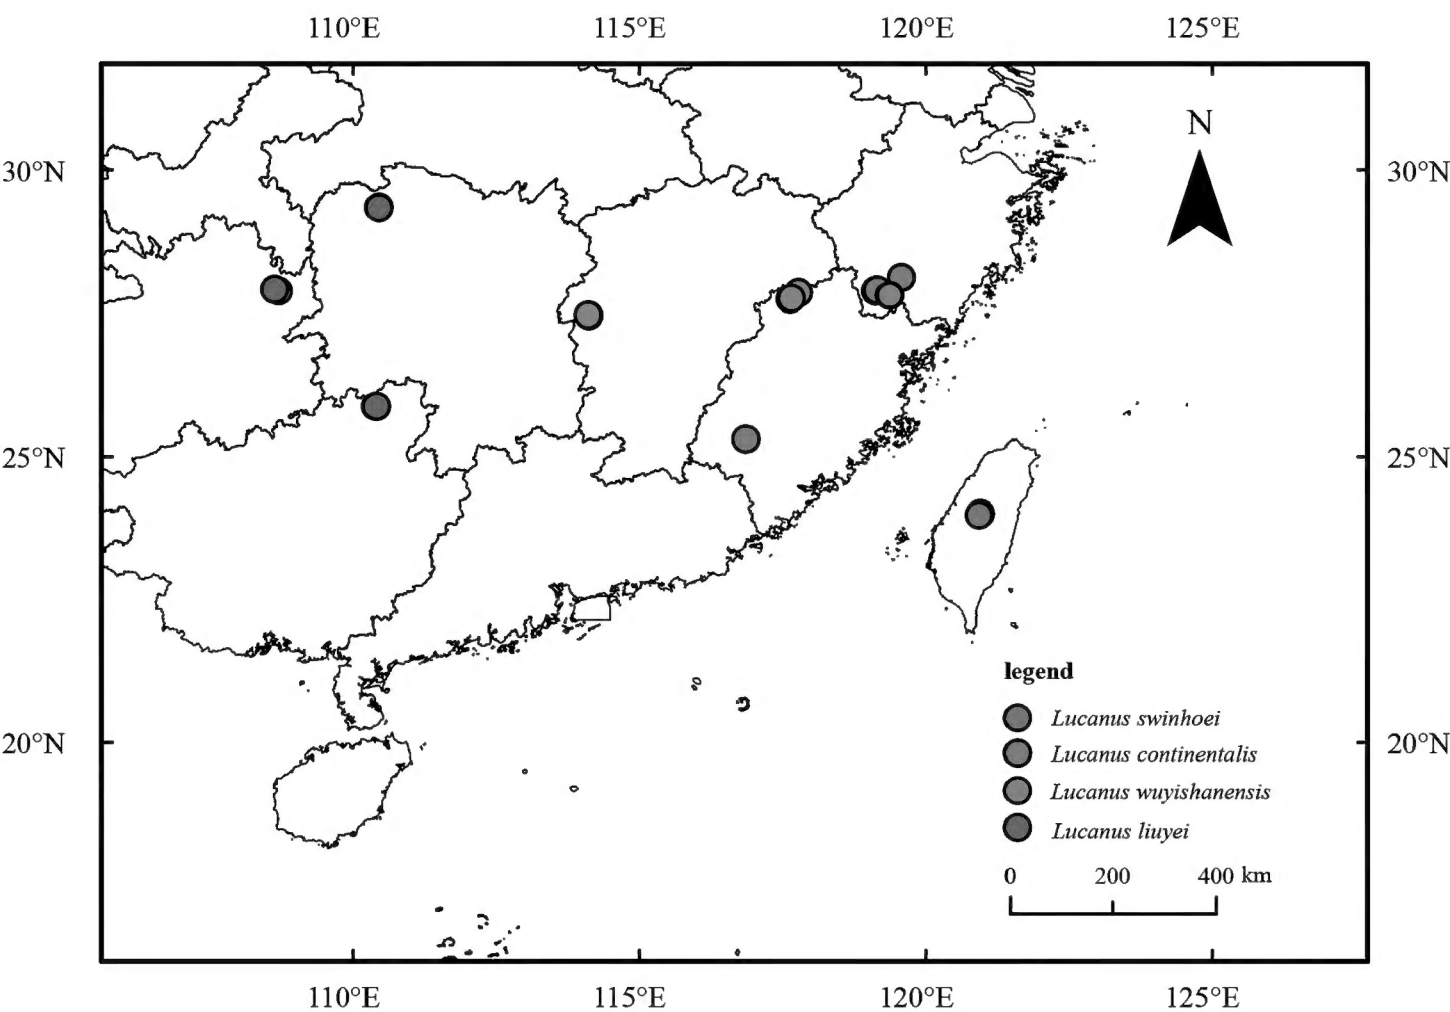 110°E 115°E 120°E 125°E
N
30°N 30°N
25°N 25°N
legend
Lucanus swinhoei
20°N 20°N
Lucanus continentalis
Lucanus wuyishanensis
Lucanus liuyei
0 200 400 km
110°E 115°E 120°E 125°E